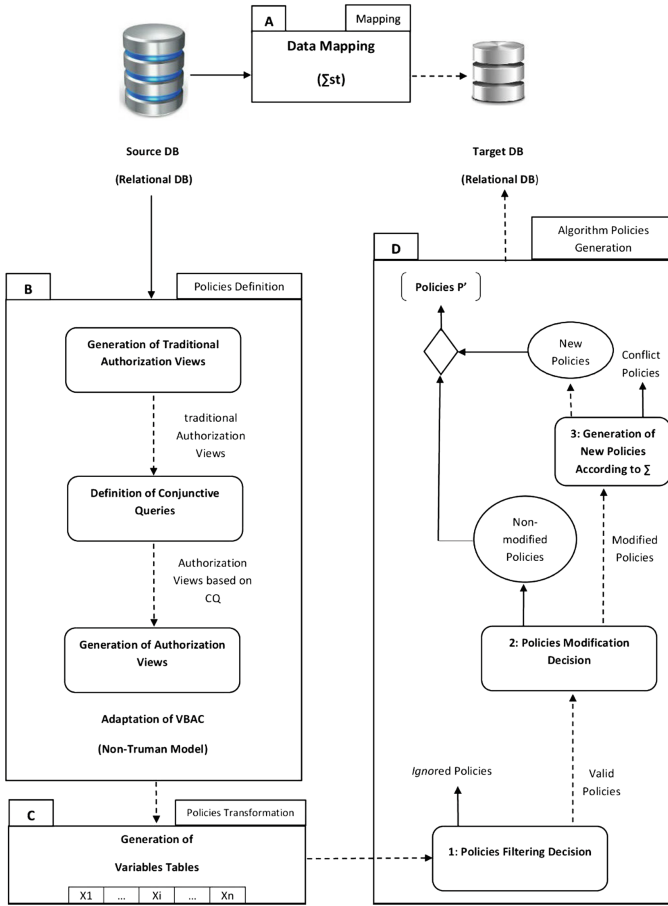 A
Mapping
Data Mapping
(∑st)
Source DB
(Relational DB)
Target DB
(Relational DB)
B
Policies Definition
Generation of Traditional
Authorization Views
traditional
Authorization
Views
Definition of Conjunctive
Queries
Authorization
Views based on
CQ
Generation of Authorization
Views
Adaptation of VBAC
(Non-Truman Model)
C
Policies Transformation
Generation of
Variables Tables
X1 ... Xi ... Xn
D
Algorithm Policies
Generation
Policies P'
New
Policies
Conflict
Policies
3: Generation of
New Policies
According to ∑
Non-
modified
Policies
Modified
Policies
2: Policies Modification
Decision
Ignored Policies
Valid
Policies
1: Policies Filtering Decision